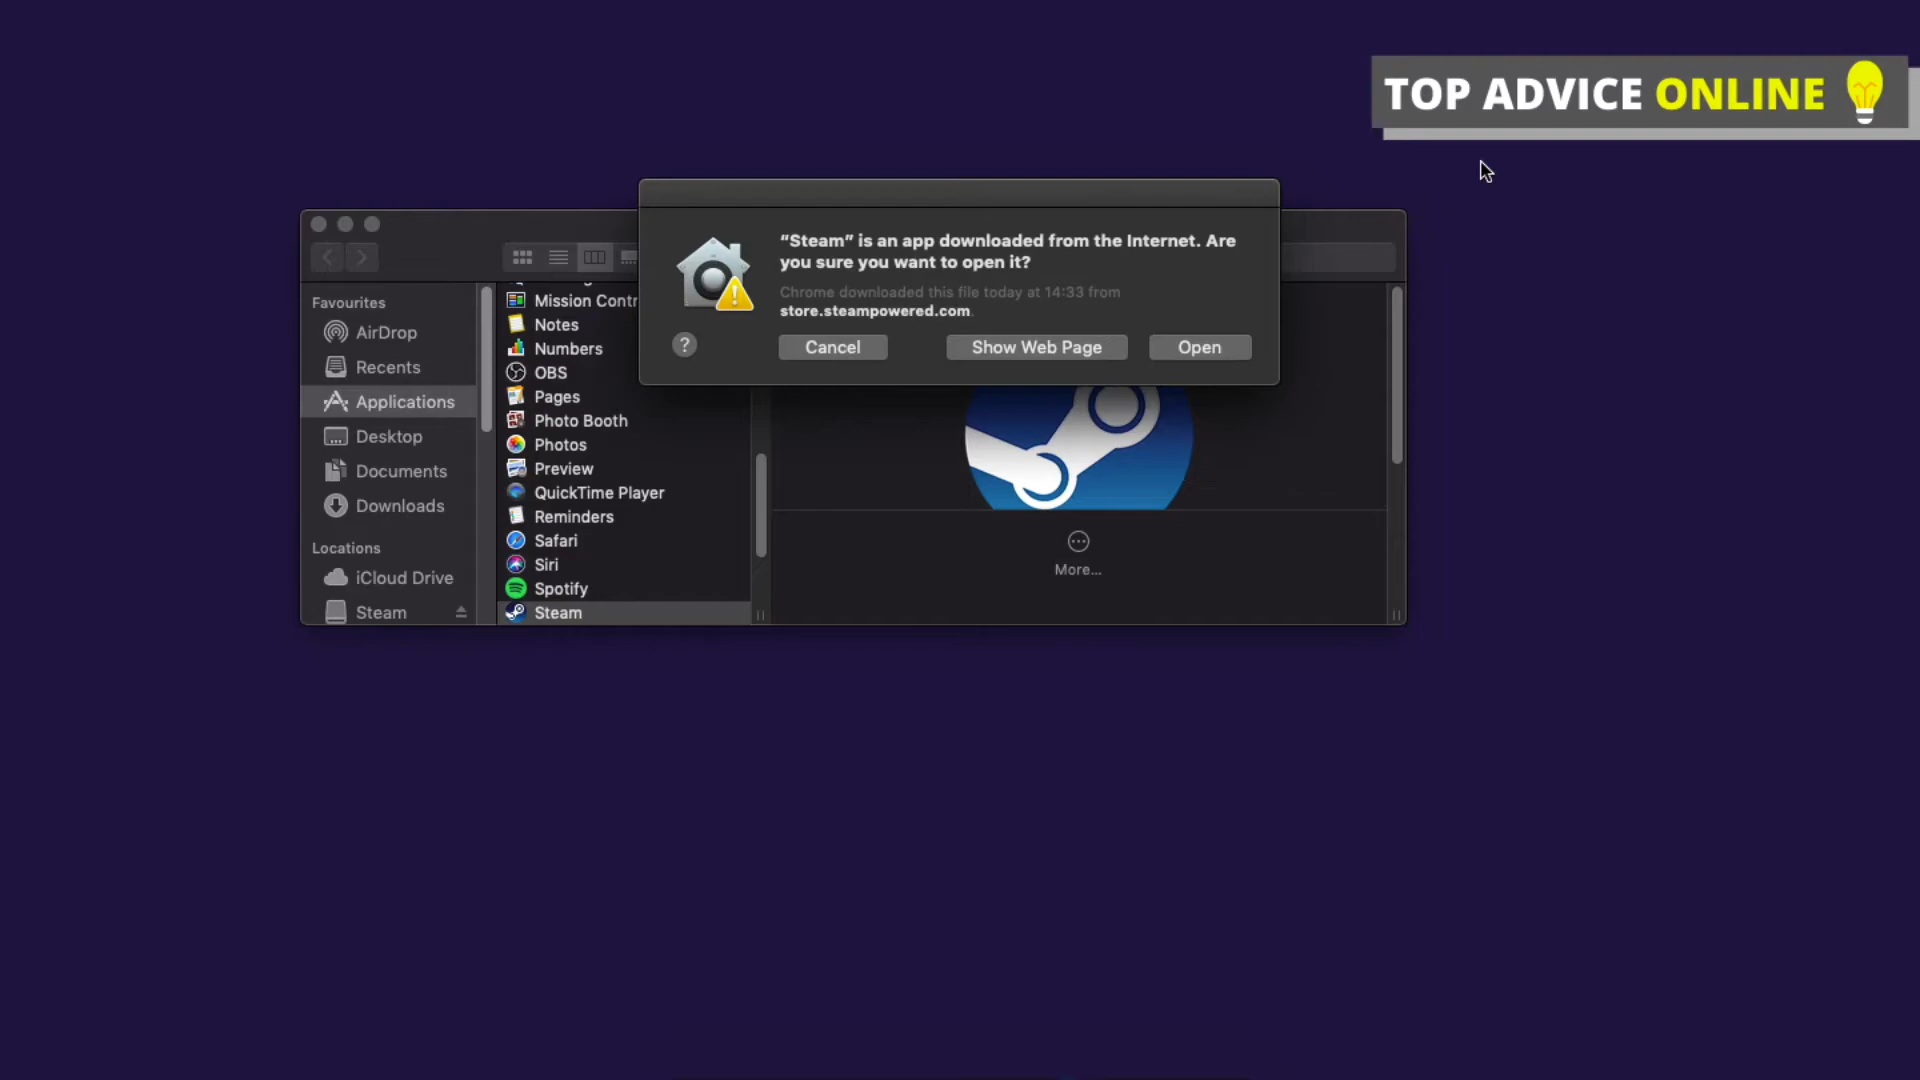 TOP ADVICE ONLINE
“Steam” is an app downloaded from the Internet. Are
you sure you want to open it?
Chrome downloaded this file today at 14:33 from
store.steampowered.com.
?
Cancel
Show Web Page
Open
Favourites
AirDrop
Recents
Applications
Desktop
Documents
Downloads
Locations
iCloud Drive
Steam
Mission Contr
Notes
Numbers
OBS
Pages
Photo Booth
Photos
Preview
QuickTime Player
Reminders
Safari
Siri
Spotify
Steam
More...